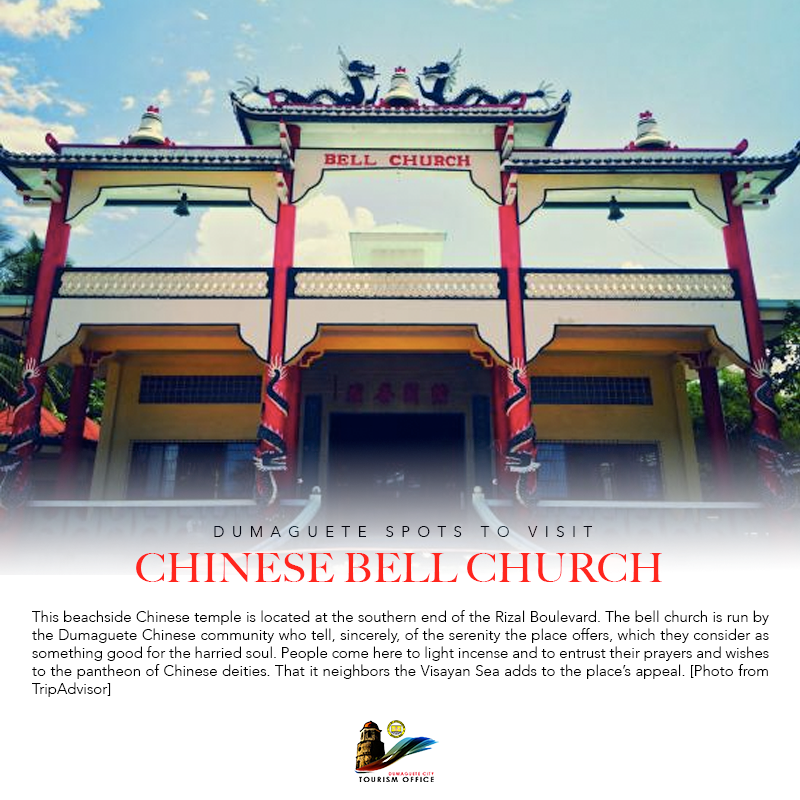 BELL CHURCH
DUMAGUETE SPOTS TO VISIT
CHINESE BELL CHURCH
This beachside Chinese temple is located at the southern end of the Rizal Boulevard. The bell church is run by
the Dumaguete Chinese community who tell, sincerely, of the serenity the place offers, which they consider as
something good for the harried soul. People come here to light incense and to entrust their prayers and wishes
to the pantheon of Chinese deities. That it neighbors the Visayan Sea adds to the place’s appeal. [Photo from
TripAdvisor]
DUMAGUETE CITY
TOURISM OFFICE